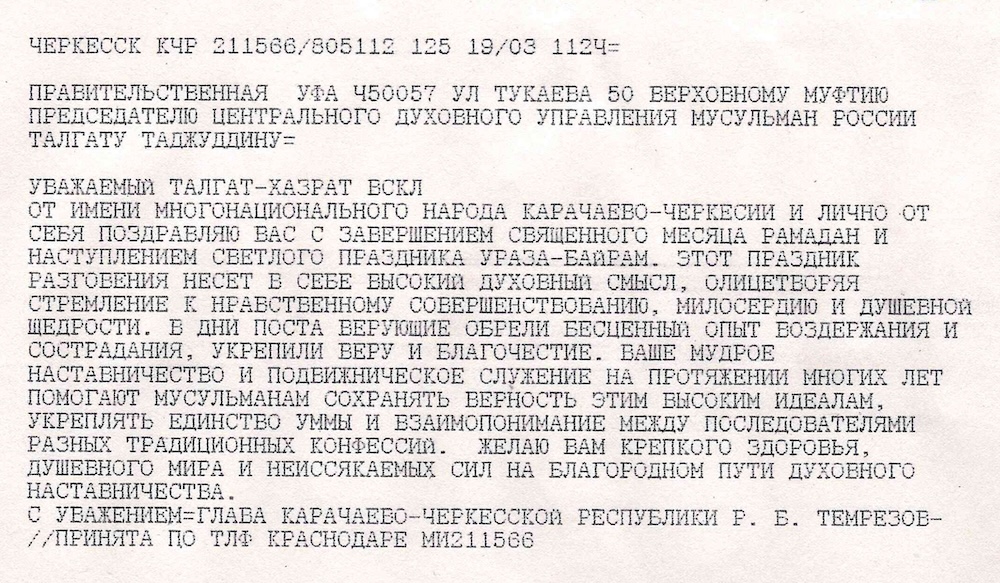 ЧЕРКЕССК КЧР 211566/805112 125 19/03 1124=
ПРАВИТЕЛЬСТВЕННАЯ УФА Ч50057 УЛ ТУКАЕВА 50 ВЕРХОВНОМУ МУФТИЮ
ПРЕДСЕДАТЕЛЮ ЦЕНТРАЛЬНОГО ДУХОВНОГО УПРАВЛЕНИЯ МУСУЛЬМАН РОССИИ
ТАЛГАТУ ТАДЖУДДИНУ=
УВАЖАЕМЫЙ ТАЛГАТ-ХАЗРАТ ВСКЛ
ОТ ИМЕНИ МНОГОНАЦИОНАЛЬНОГО НАРОДА КАРАЧАЕВО-ЧЕРКЕСИИ И ЛИЧНО ОТ
СЕБЯ ПОЗДРАВЛЯЮ ВАС С ЗАВЕРШЕНИЕМ СВЯЩЕННОГО МЕСЯЦА РАМАДАН И
НАСТУПЛЕНИЕМ СВЕТЛОГО ПРАЗДНИКА УРАЗА-БАЙРАМ. ЭТОТ ПРАЗДНИК
РАЗГОВЕНИЯ НЕСЕТ В СЕБЕ ВЫСОКИЙ ДУХОВНЫЙ СМЫСЛ, ОЛИЦЕТВОРЯЯ
СТРЕМЛЕНИЕ К НРАВСТВЕННОМУ СОВЕРШЕНСТВОВАНИЮ, МИЛОСЕРДИЮ И ДУШЕВНОЙ
ЩЕДРОСТИ. В ДНИ ПОСТА ВЕРУЮЩИЕ ОБРЕЛИ БЕСЦЕННЫЙ ОПЫТ ВОЗДЕРЖАНИЯ И
СОСТРАДАНИЯ, УКРЕПИЛИ ВЕРУ И БЛАГОЧЕСТИЕ. ВАШЕ МУДРОЕ
НАСТАВНИЧЕСТВО И ПОДВИЖНИЧЕСКОЕ СЛУЖЕНИЕ НА ПРОТЯЖЕНИИ МНОГИХ ЛЕТ
ПОМОГАЮТ МУСУЛЬМАНАМ СОХРАНЯТЬ ВЕРНОСТЬ ЭТИМ ВЫСОКИМ ИДЕАЛАМ,
УКРЕПЛЯТЬ ЕДИНСТВО УММЫ И ВЗАИМОПОНИМАНИЕ МЕЖДУ ПОСЛЕДОВАТЕЛЯМИ
РАЗНЫХ ТРАДИЦИОННЫХ КОНФЕССИЙ. ЖЕЛАЮ ВАМ КРЕПКОГО ЗДОРОВЬЯ,
ДУШЕВНОГО МИРА И НЕИССЯКАЕМЫХ СИЛ НА БЛАГОРОДНОМ ПУТИ ДУХОВНОГО
НАСТАВНИЧЕСТВА.
С УВАЖЕНИЕМ=ГЛАВА КАРАЧАЕВО-ЧЕРКЕССКОЙ РЕСПУБЛИКИ Р. Б. ТЕМРЕЗОВ-
//ПРИНЯТА ПО ТЛФ КРАСНОДАРЕ МИ211566